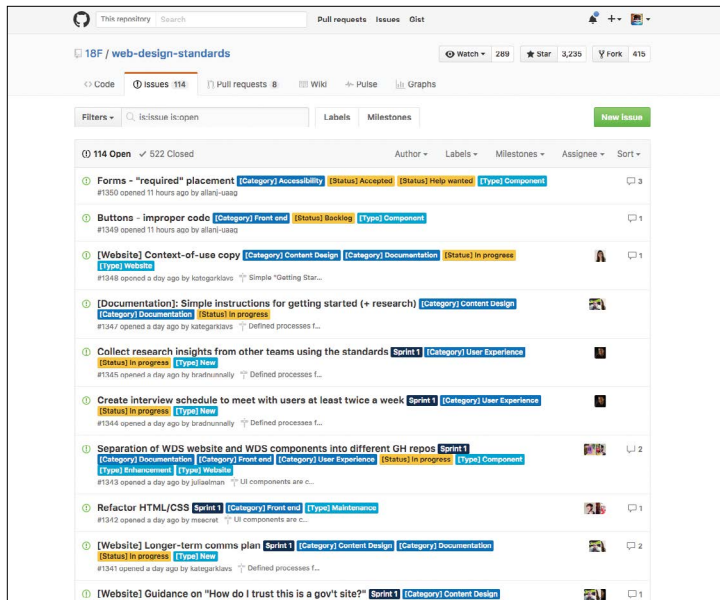 This repository Search Pull requests Issues Gist
18F / web-design-standards Watch 289 Star 3,235 Fork 415
Code Issues 114 Pull requests 8 Wiki Pulse Graphs
Filters is:issue is:open Labels Milestones New issue
114 Open 522 Closed Author Labels Milestones Assignee Sort
Forms - "required" placement [Category] Accessibility [Status] Accepted [Status] Help wanted [Type] Component 3
#1350 opened 11 hours ago by allanj-uaag
Buttons - improper code [Category] Front end [Status] Backlog [Type] Component 1
#1349 opened 11 hours ago by allanj-uaag
[Website] Context-of-use copy [Category] Content Design [Category] Documentation [Status] In progress 1
[Type] Website
#1348 opened a day ago by kategarklavs Simple "Getting Star...
[Documentation]: Simple instructions for getting started (+ research) [Category] Content Design
[Category] Documentation [Status] In progress
#1347 opened a day ago by kategarklavs Defined processes f...
Collect research insights from other teams using the standards Sprint 1 [Category] User Experience
[Status] In progress [Type] New
#1345 opened a day ago by bradnunnally Defined processes f...
Create interview schedule to meet with users at least twice a week Sprint 1 [Category] User Experience
[Status] In progress [Type] New
#1344 opened a day ago by bradnunnally Defined processes f...
Separation of WDS website and WDS components into different GH repos Sprint 1 2
[Category] Documentation [Category] Front end [Category] User Experience [Status] In progress [Type] Component
[Type] Enhancement [Type] Website
#1343 opened a day ago by juliaelman UI components are c...
Refactor HTML/CSS Sprint 1 [Category] Front end [Type] Maintenance 1
#1342 opened a day ago by msecret UI components are c...
[Website] Longer-term comms plan Sprint 1 [Category] Content Design [Category] Documentation 2
[Status] In progress [Type] New
#1341 opened a day ago by kategarklavs Defined processes f...
[Website] Guidance on "How do I trust this is a gov't site?" Sprint 1 [Category] Content Design 1